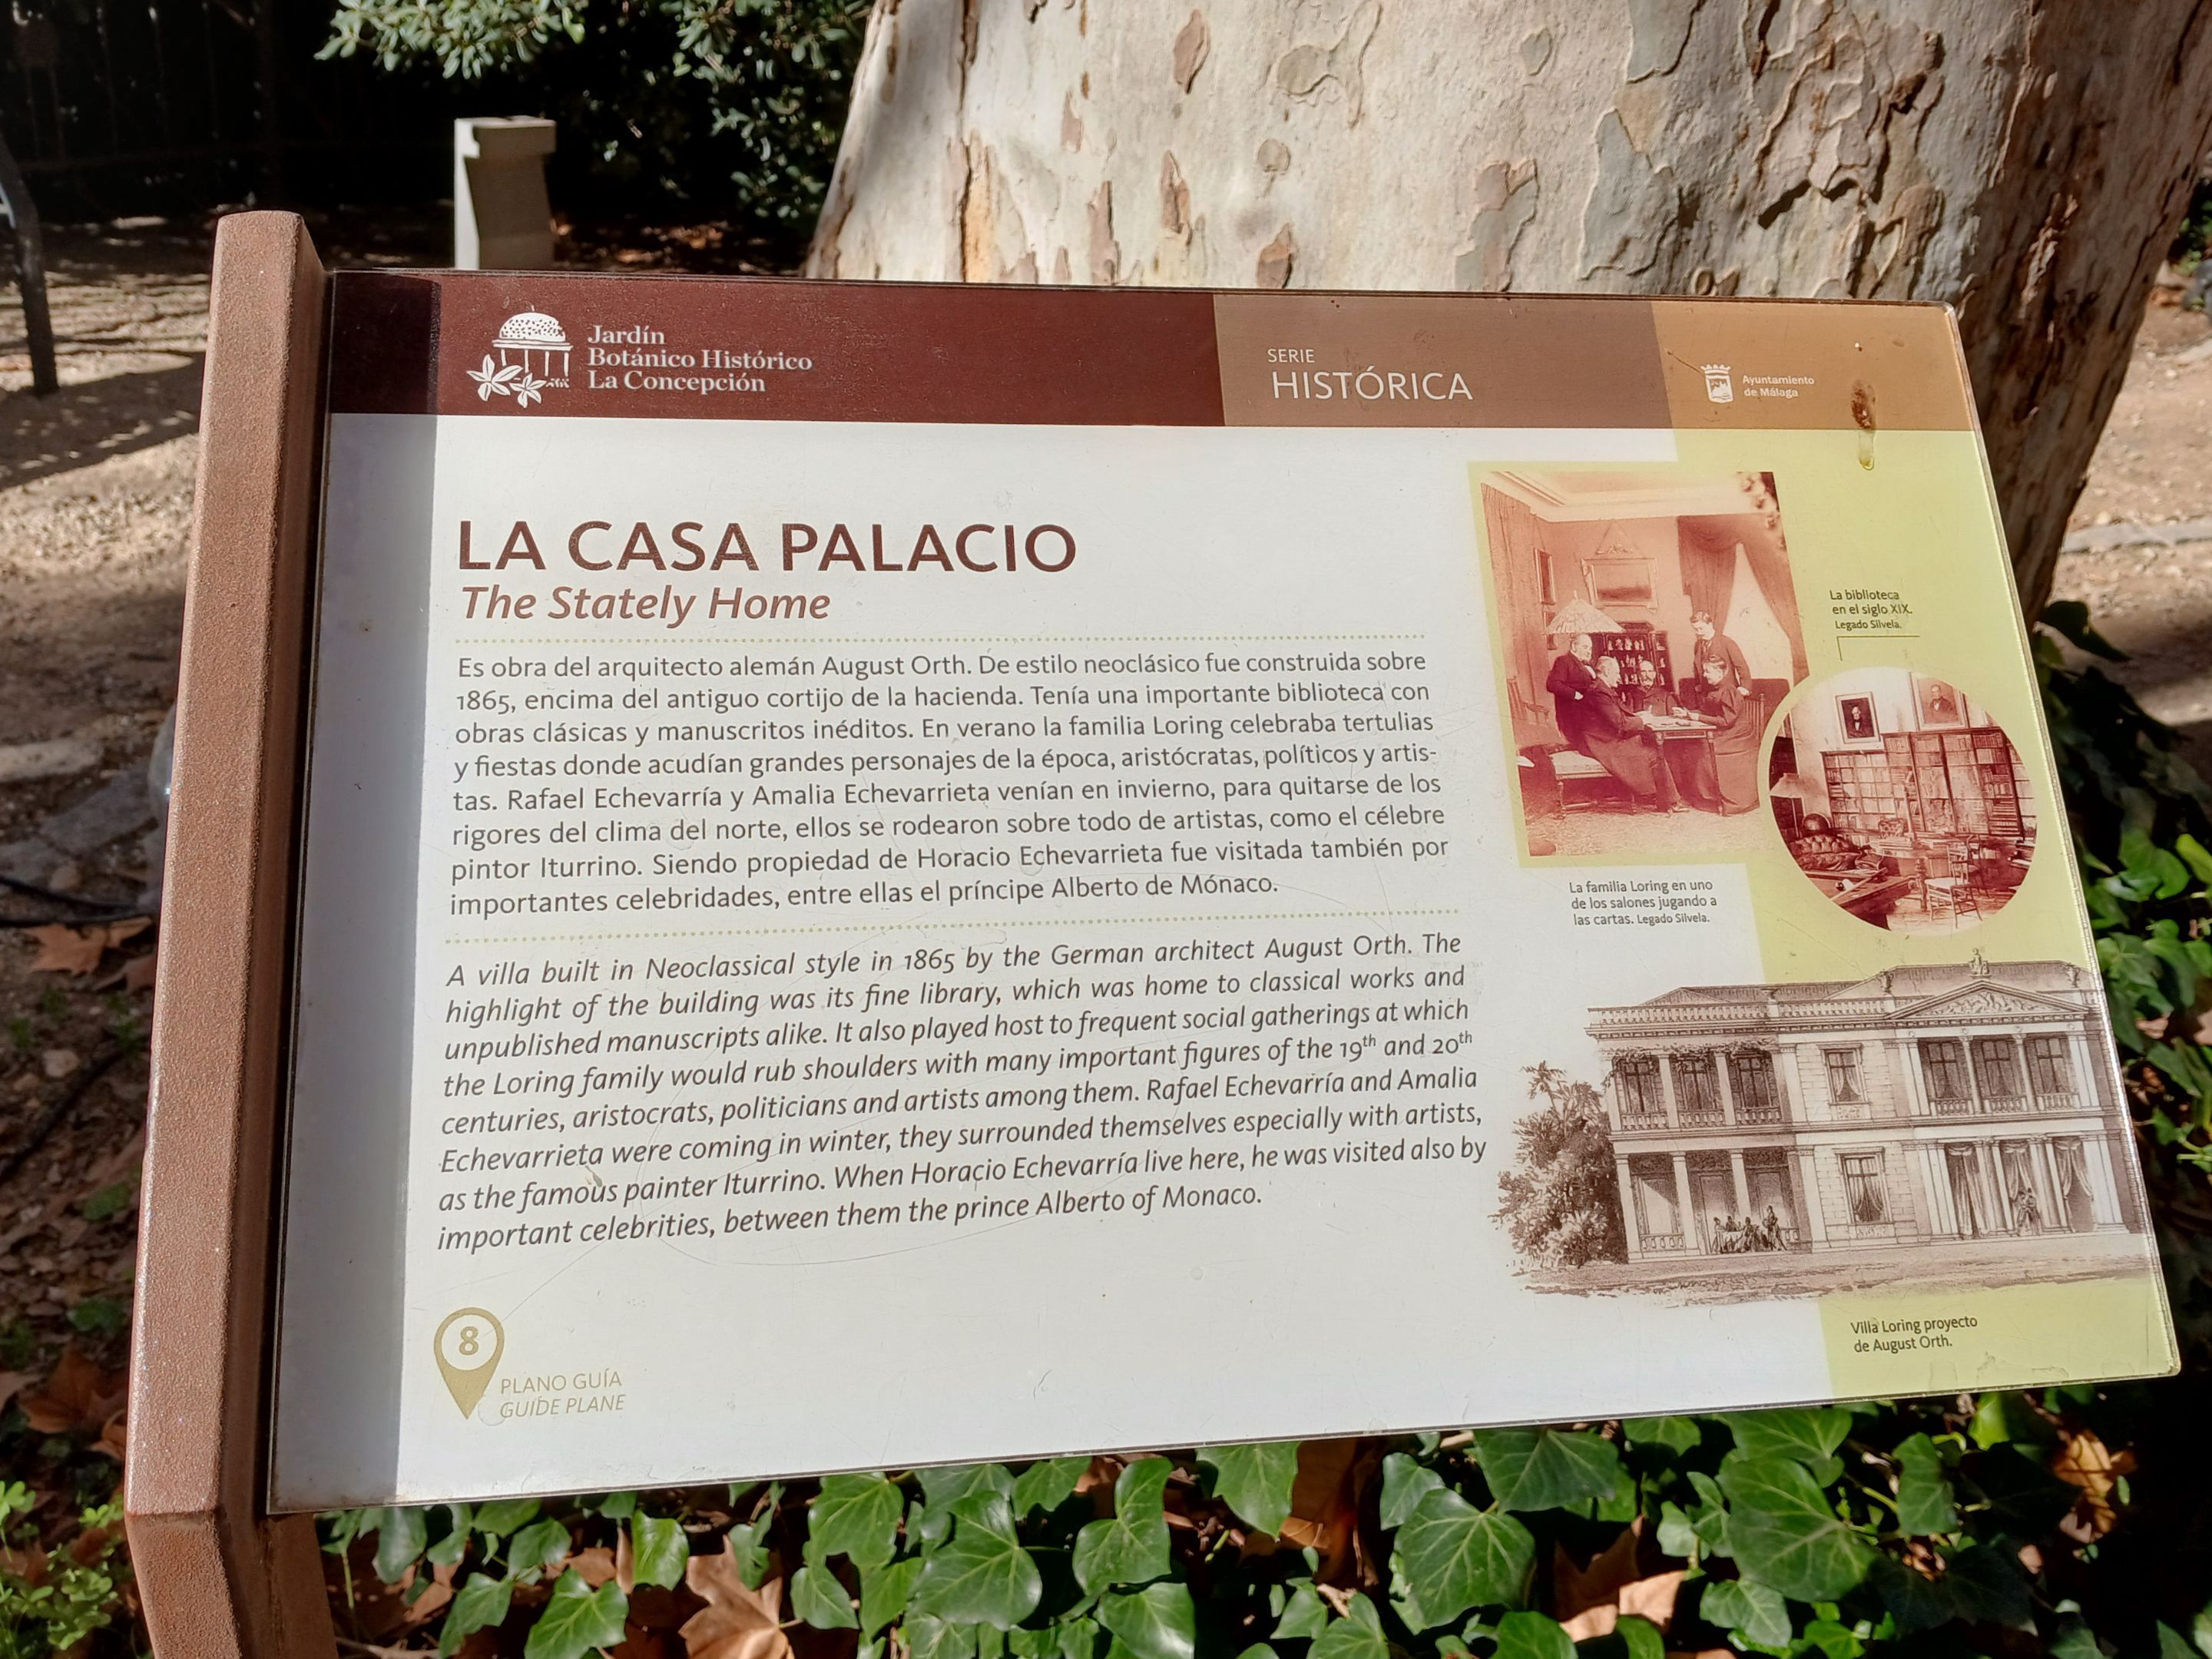 Jardín
Botánico Histórico
La Concepción
SERIE
HISTÓRICA
Ayuntamiento
de Málaga
LA CASA PALACIO
The Stately Home
Es obra del arquitecto alemán August Orth. De estilo neoclásico fue construida sobre
1865, encima del antiguo cortijo de la hacienda. Tenía una importante biblioteca con
obras clásicas y manuscritos inéditos. En verano la familia Loring celebraba tertulias
y fiestas donde acudían grandes personajes de la época, aristócratas, políticos y artis-
tas. Rafael Echevarría y Amalia Echevarrieta venían en invierno, para quitarse de los
rigores del clima del norte, ellos se rodearon sobre todo de artistas, como el célebre
pintor Iturrino. Siendo propiedad de Horacio Echevarrieta fue visitada también por
importantes celebridades, entre ellas el príncipe Alberto de Mónaco.
A villa built in Neoclassical style in 1865 by the German architect August Orth. The
highlight of the building was its fine library, which was home to classical works and
unpublished manuscripts alike. It also played host to frequent social gatherings at which
the Loring family would rub shoulders with many important figures of the 19th and 20th
centuries, aristocrats, politicians and artists among them. Rafael Echevarría and Amalia
Echevarrieta were coming in winter, they surrounded themselves especially with artists,
as the famous painter Iturrino. When Horacio Echevarría live here, he was visited also by
important celebrities, between them the prince Alberto of Monaco.
8
PLANO GUÍA
GUIDE PLANE
La biblioteca
en el siglo XIX.
Legado Silvela.
La familia Loring en uno
de los salones jugando a
las cartas. Legado Silvela.
Villa Loring proyecto
de August Orth.